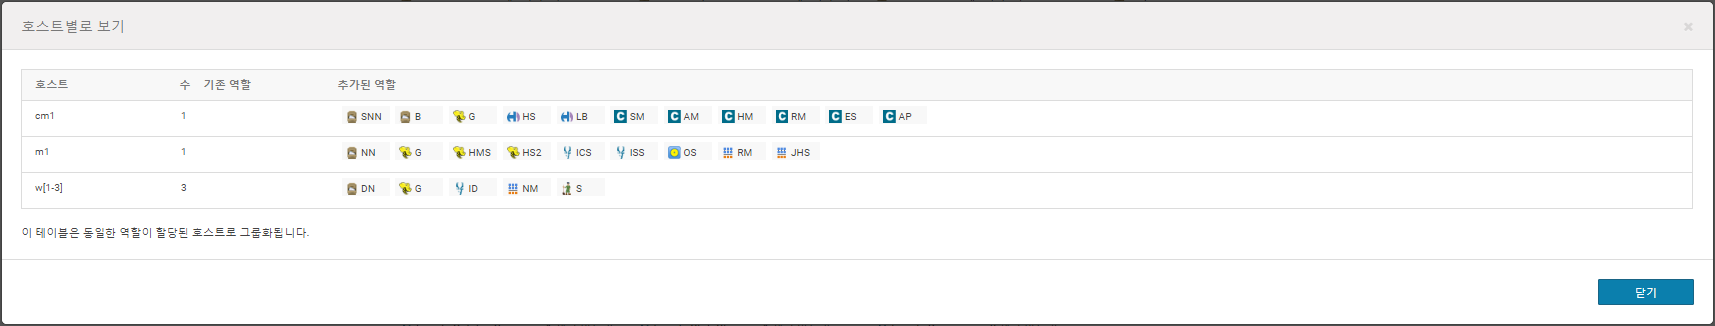 호스트별로 보기
호스트 수 기존 역할 추가된 역할
cm1 1 SNN B G HS LB SM AM HM RM ES AP
m1 1 NN G HMS HS2 ICS ISS OS RM JHS
w[1-3] 3 DN G ID NM S
이 테이블은 동일한 역할이 할당된 호스트로 그룹화됩니다.
닫기